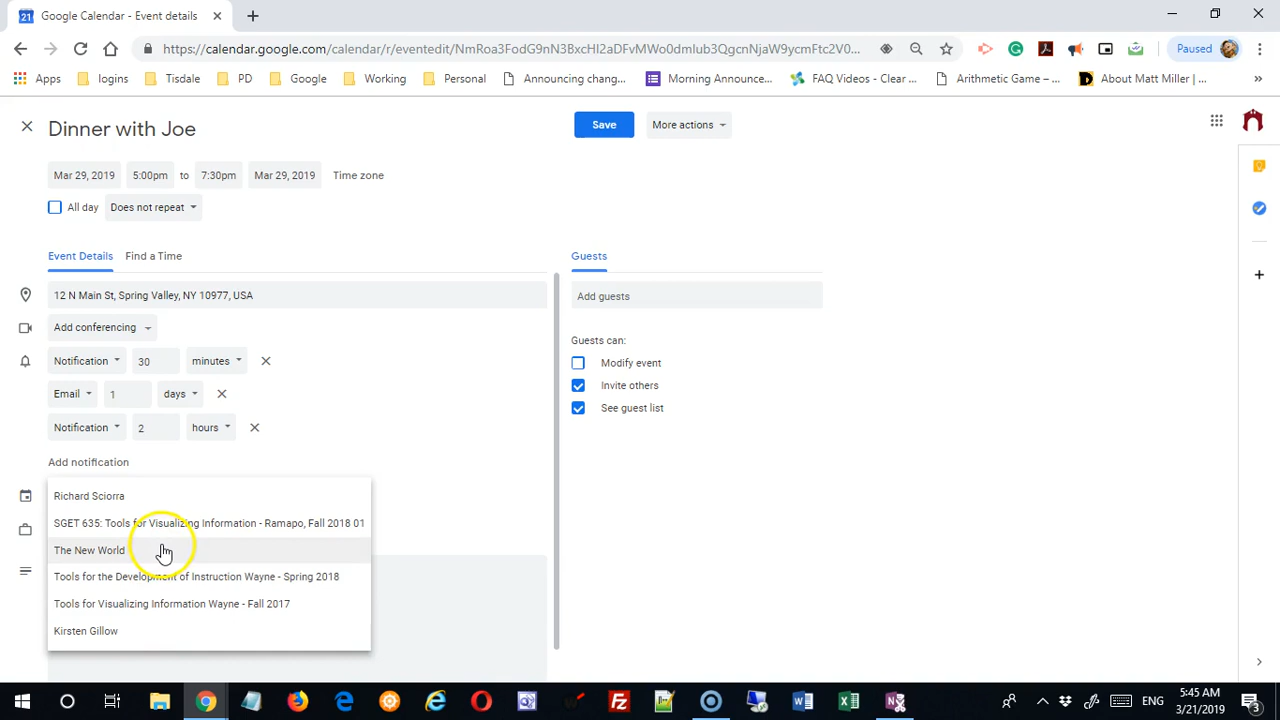 Google Calendar - Event details
https://calendar.google.com/calendar/r/eventedit/NmRoa3FodG9nN3BxcHI2aDFvMWo0dmlub3QgcmNjaW9ycmFtc2V0...
Paused
Apps logins Tisdale PD Google Working Personal Announcing chang... Morning Announce... FAQ Videos - Clear ... Arithmetic Game – ... About Matt Miller |...
Dinner with Joe
Save
More actions
Mar 29, 2019 5:00pm to 7:30pm Mar 29, 2019 Time zone
All day Does not repeat
Event Details Find a Time
Guests
12 N Main St, Spring Valley, NY 10977, USA
Add guests
Add conferencing
Guests can:
Notification 30 minutes
Modify event
Email 1 days
Invite others
Notification 2 hours
See guest list
Add notification
Richard Sciorra
SGET 635: Tools for Visualizing Information - Ramapo, Fall 2018 01
The New World
Tools for the Development of Instruction Wayne - Spring 2018
Tools for Visualizing Information Wayne - Fall 2017
Kirsten Gillow
ENG
5:45 AM
3/21/2019
3